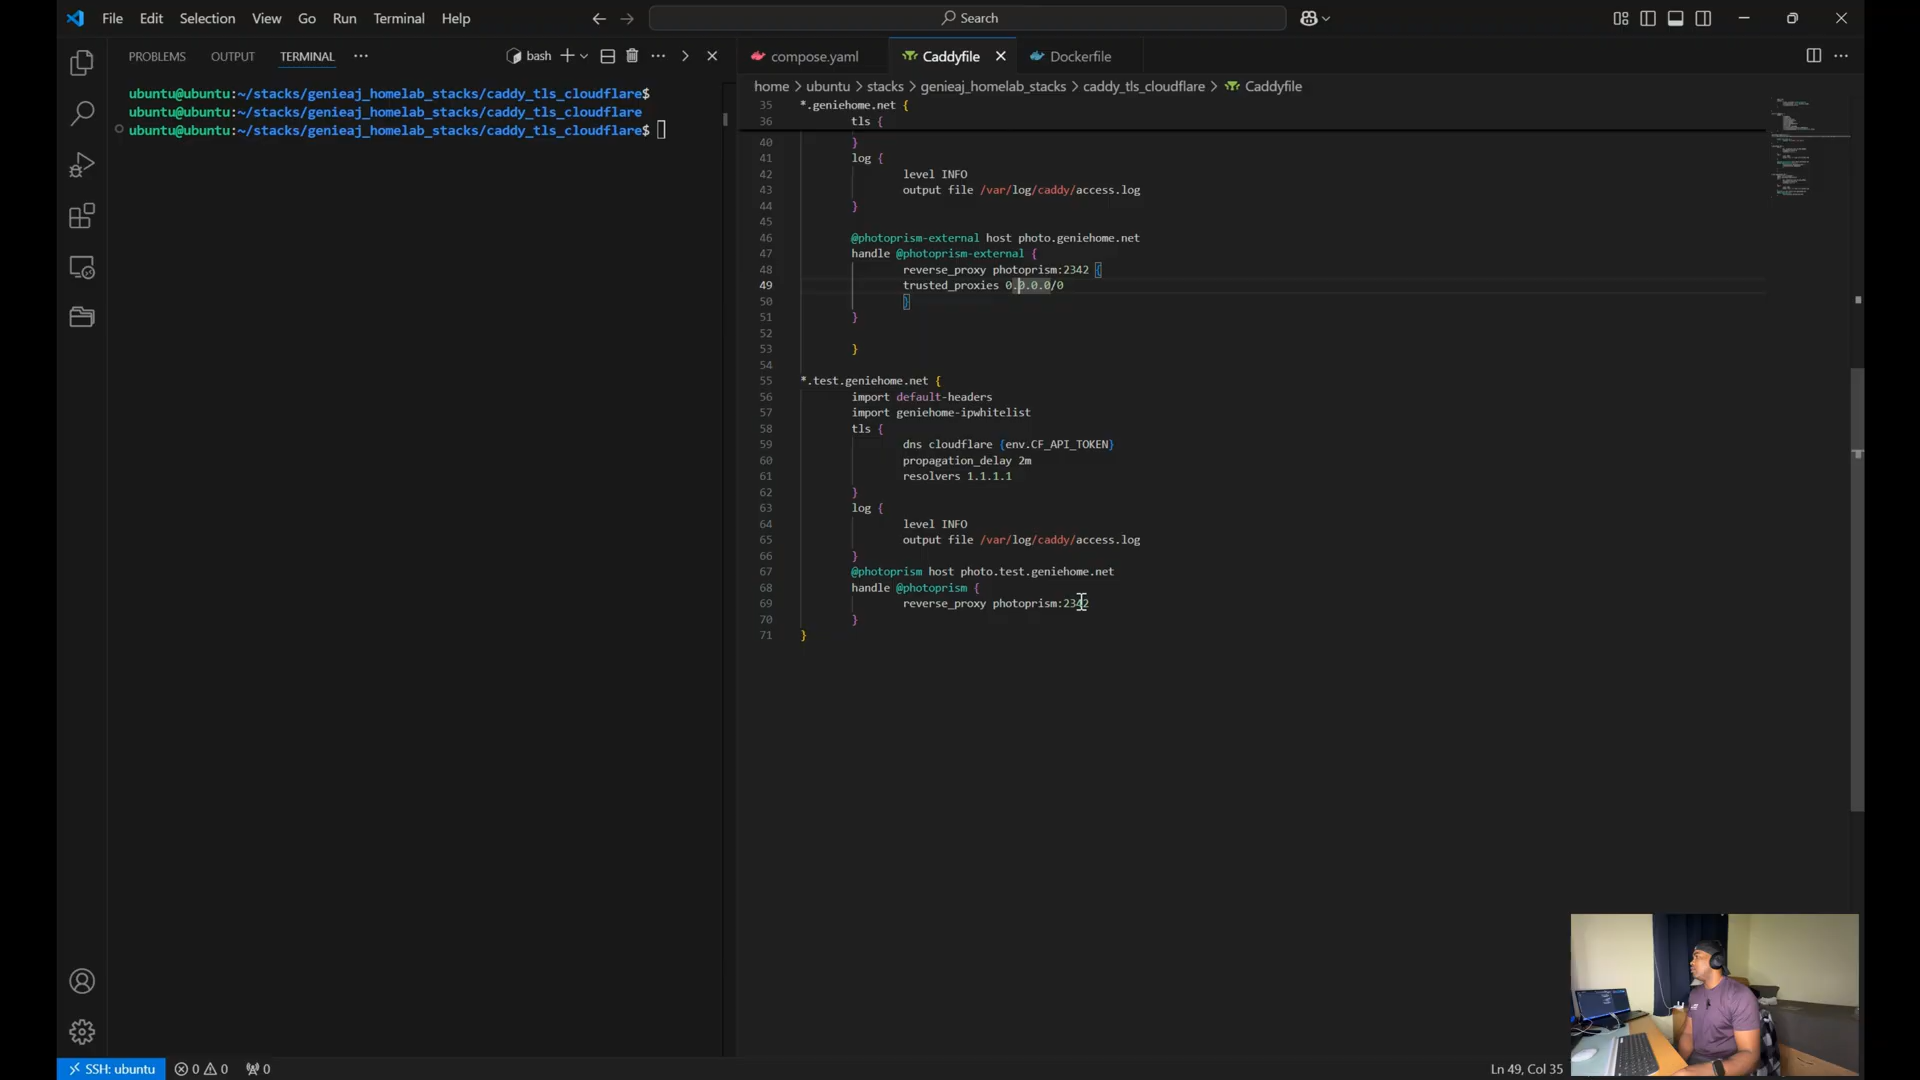 File Edit Selection View Go Run Terminal Help
Search
PROBLEMS OUTPUT TERMINAL ··· bash
ubuntu@ubuntu:~/stacks/genieaj_homelab_stacks/caddy_tls_cloudflare$
ubuntu@ubuntu:~/stacks/genieaj_homelab_stacks/caddy_tls_cloudflare
ubuntu@ubuntu:~/stacks/genieaj_homelab_stacks/caddy_tls_cloudflare$
compose.yaml Caddyfile Dockerfile
home > ubuntu > stacks > genieaj_homelab_stacks > caddy_tls_cloudflare > Caddyfile
35 *.geniehome.net {
36 tls {
40 }
41 log {
42 level INFO
43 output file /var/log/caddy/access.log
44 }
45
46 @photoprism-external host photo.geniehome.net
47 handle @photoprism-external {
48 reverse_proxy photoprism:2342 {
49 trusted_proxies 0.0.0.0/0
50 }
51 }
52
53 }
54
55 *.test.geniehome.net {
56 import default-headers
57 import geniehome-ipwhitelist
58 tls {
59 dns cloudflare {env.CF_API_TOKEN}
60 propagation_delay 2m
61 resolvers 1.1.1.1
62 }
63 log {
64 level INFO
65 output file /var/log/caddy/access.log
66 }
67 @photoprism host photo.test.geniehome.net
68 handle @photoprism {
69 reverse_proxy photoprism:2342
70 }
71 }
SSH: ubuntu 0 0 0 Ln 49, Col 35